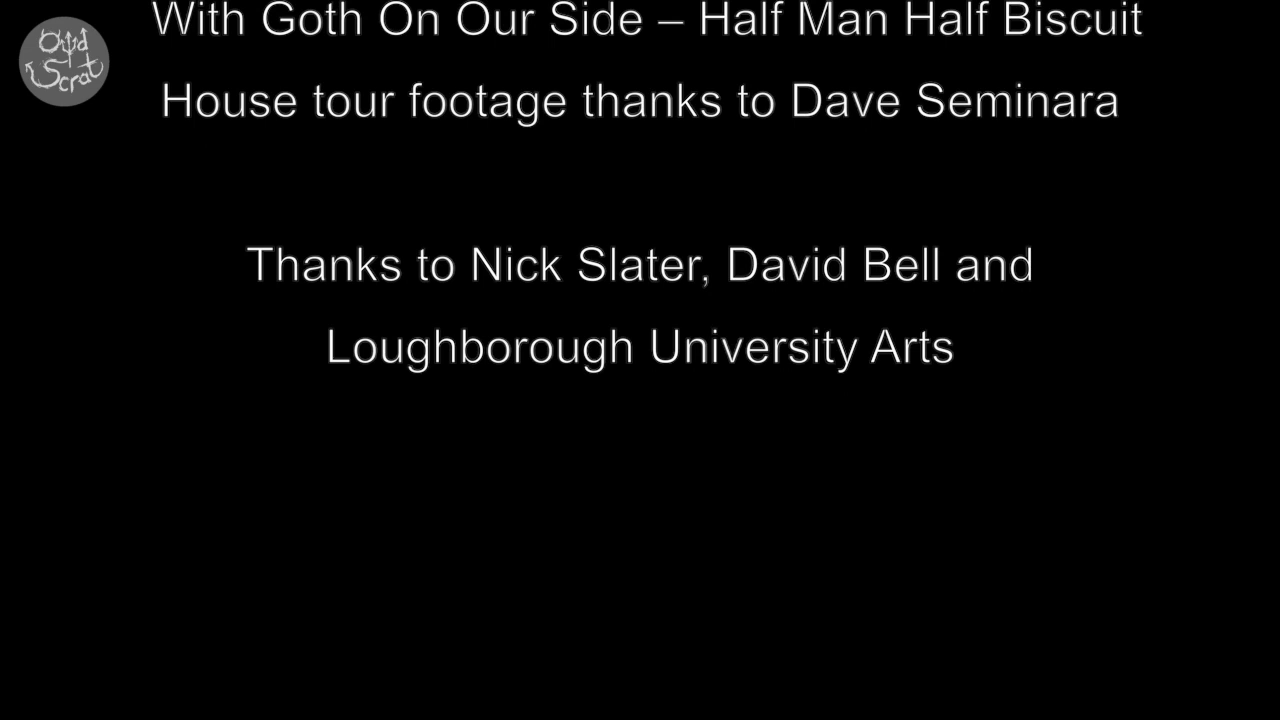 With Goth On Our Side – Half Man Half Biscuit
House tour footage thanks to Dave Seminara
Thanks to Nick Slater, David Bell and
Loughborough University Arts